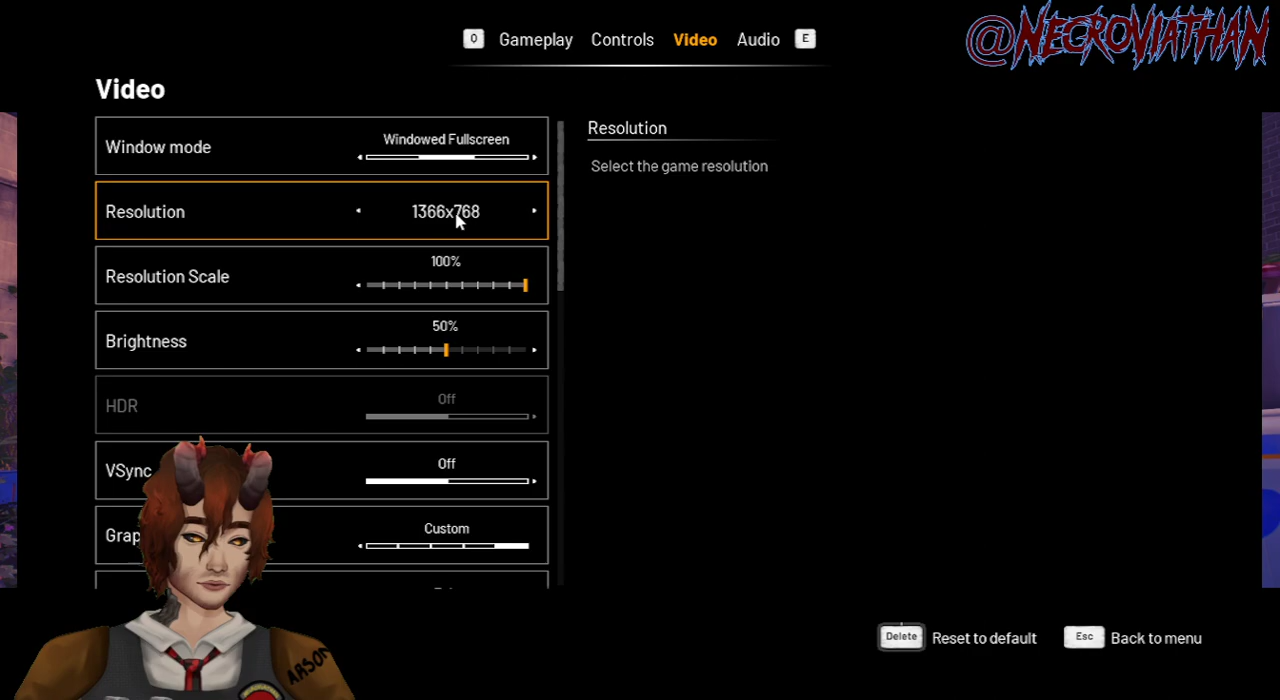 @NECROVIATHAN
Q Gameplay Controls Video Audio E
Video
Window mode
Windowed Fullscreen
Resolution
1366x768
Resolution Scale
100%
Brightness
50%
HDR
Off
VSync
Off
Grap
Custom
Resolution
Select the game resolution
ARSON
Delete Reset to default Esc Back to menu